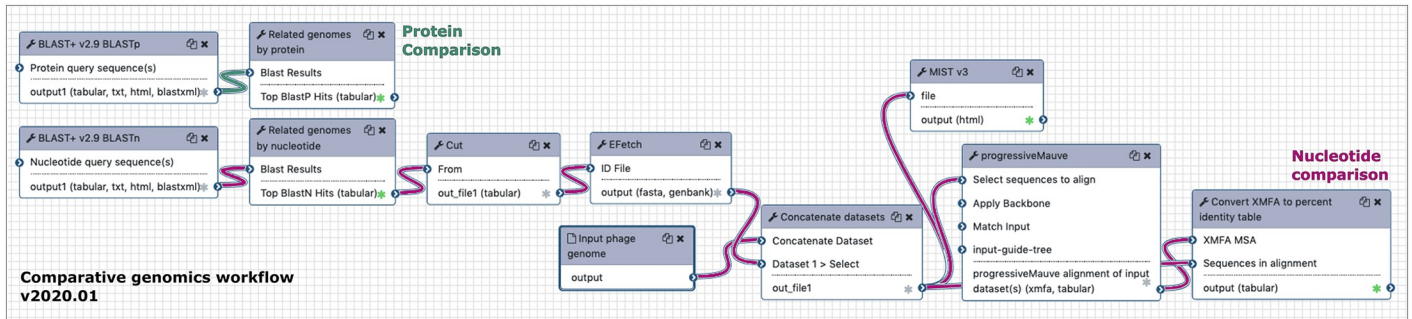 BLAST+ v2.9 BLASTp
Protein query sequence(s)
output1 (tabular, txt, html, blastxml)
Related genomes
by protein
Blast Results
Top BlastP Hits (tabular)
Protein
Comparison
BLAST+ v2.9 BLASTn
Nucleotide query sequence(s)
output1 (tabular, txt, html, blastxml)
Related genomes
by nucleotide
Blast Results
Top BlastN Hits (tabular)
Cut
From
out_file1 (tabular)
EFetch
ID File
output (fasta, genbank)
Input phage
genome
output
Concatenate datasets
Concatenate Dataset
Dataset 1 > Select
out_file1
MIST v3
file
output (html)
progressiveMauve
Select sequences to align
Apply Backbone
Match Input
input-guide-tree
progressiveMauve alignment of input
dataset(s) (xmfa, tabular)
Nucleotide
comparison
Convert XMFA to percent
identity table
XMFA MSA
Sequences in alignment
output (tabular)
Comparative genomics workflow
v2020.01